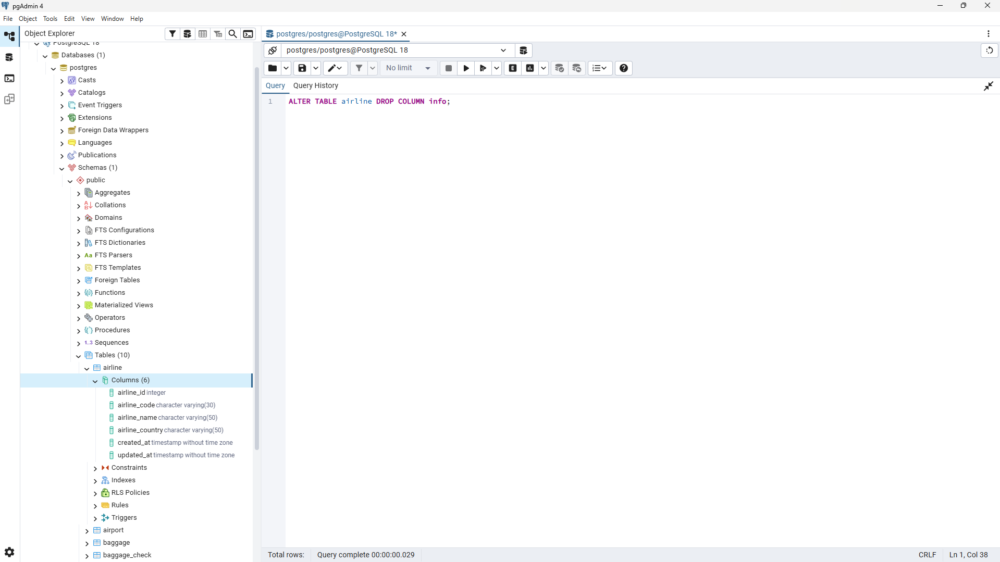 pgAdmin 4
File Object Tools Edit View Window Help
Object Explorer
postgres/postgres@PostgreSQL 18*
PostgreSQL 18
postgres/postgres@PostgreSQL 18
Databases (1)
postgres
No limit
Casts
Query Query History
Catalogs
1 ALTER TABLE airline DROP COLUMN info;
Event Triggers
Extensions
Foreign Data Wrappers
Languages
Publications
Schemas (1)
public
Aggregates
Collations
Domains
FTS Configurations
FTS Dictionaries
Aa FTS Parsers
FTS Templates
Foreign Tables
Functions
Materialized Views
Operators
Procedures
1..3 Sequences
Tables (10)
airline
Columns (6)
airline_id integer
airline_code character varying(30)
airline_name character varying(50)
airline_country character varying(50)
created_at timestamp without time zone
updated_at timestamp without time zone
Constraints
Indexes
RLS Policies
Rules
Triggers
airport
baggage
baggage_check
Total rows: Query complete 00:00:00.029 CRLF Ln 1, Col 38